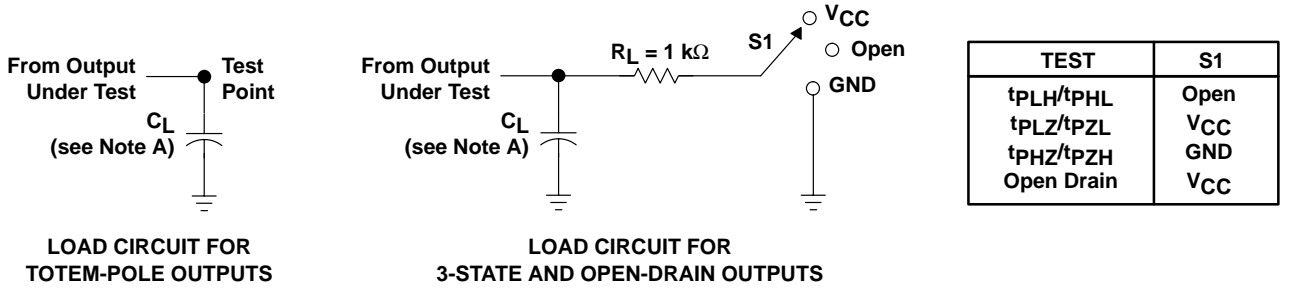 From Output
Under Test
Test
Point
CL
(see Note A)
LOAD CIRCUIT FOR
TOTEM-POLE OUTPUTS
From Output
Under Test
RL = 1 kΩ
S1
VCC
Open
GND
CL
(see Note A)
LOAD CIRCUIT FOR
3-STATE AND OPEN-DRAIN OUTPUTS
TEST S1
tPLH/tPHL Open
tPLZ/tPZL VCC
tPHZ/tPZH GND
Open Drain VCC